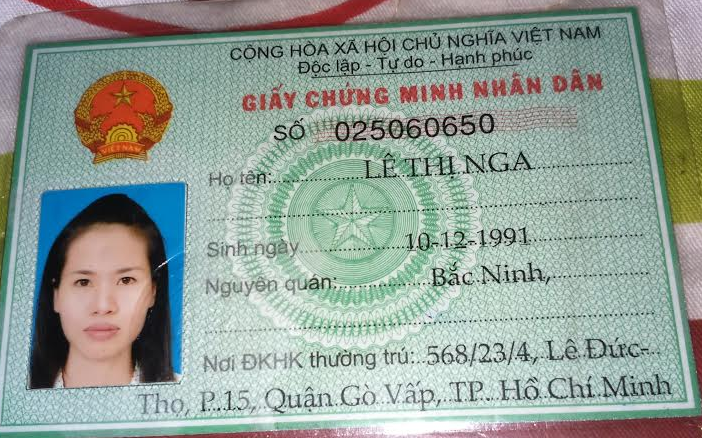 CỘNG HÒA XÃ HỘI CHỦ NGHĨA VIỆT NAM
Độc lập - Tự do - Hạnh phúc
GIẤY CHỨNG MINH NHÂN DÂN
SỐ 025060650
Họ tên: LÊ THỊ NGA
Sinh ngày 10-12-1991
Nguyên quán: Bắc Ninh,
Nơi ĐKHK thường trú: 568/23/4, Lê Đức-
Thọ, P.15, Quận Gò Vấp, TP. Hồ Chí Minh
VIỆT NAM